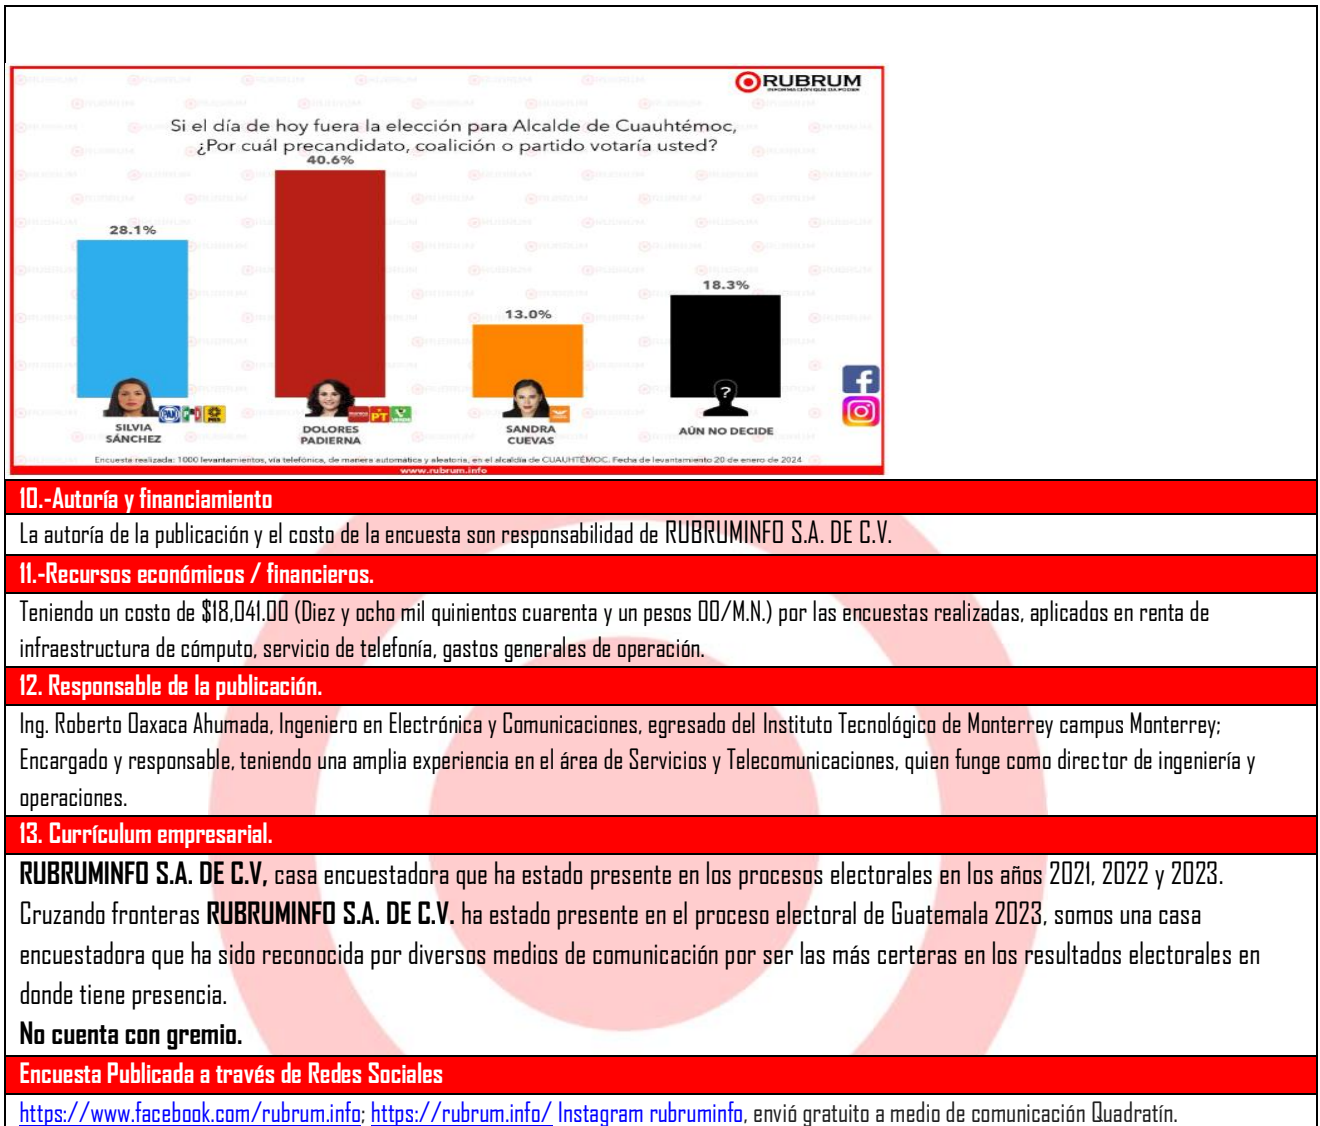 RUBRUM
INFORMACIÓN QUE DA PODER
Si el día de hoy fuera la elección para Alcalde de Cuauhtémoc,
¿Por cuál precandidato, coalición o partido votaría usted?
40.6%
28.1%
18.3%
13.0%
?
PAN PRI PRD
morena PT VERDE
SILVIA
SÁNCHEZ
DOLORES
PADIERNA
SANDRA
CUEVAS
AÚN NO DECIDE
Encuesta realizada: 1000 levantamientos, vía telefónica, de manera automática y aleatoria, en el alcaldía de CUAUHTÉMOC. Fecha de levantamiento 20 de enero de 2024
www.rubrum.info
10.-Autoría y financiamiento
La autoría de la publicación y el costo de la encuesta son responsabilidad de RUBRUMINFO S.A. DE C.V.
11.-Recursos económicos / financieros.
Teniendo un costo de $18,041.00 (Diez y ocho mil quinientos cuarenta y un pesos 00/M.N.) por las encuestas realizadas, aplicados en renta de
infraestructura de cómputo, servicio de telefonía, gastos generales de operación.
12. Responsable de la publicación.
Ing. Roberto Oaxaca Ahumada, Ingeniero en Electrónica y Comunicaciones, egresado del Instituto Tecnológico de Monterrey campus Monterrey;
Encargado y responsable, teniendo una amplia experiencia en el área de Servicios y Telecomunicaciones, quien funge como director de ingeniería y
operaciones.
13. Currículum empresarial.
RUBRUMINFO S.A. DE C.V, casa encuestadora que ha estado presente en los procesos electorales en los años 2021, 2022 y 2023.
Cruzando fronteras RUBRUMINFO S.A. DE C.V. ha estado presente en el proceso electoral de Guatemala 2023, somos una casa
encuestadora que ha sido reconocida por diversos medios de comunicación por ser las más certeras en los resultados electorales en
donde tiene presencia.
No cuenta con gremio.
Encuesta Publicada a través de Redes Sociales
https://www.facebook.com/rubrum.info; https://rubrum.info/ Instagram rubruminfo, envió gratuito a medio de comunicación Quadratín.